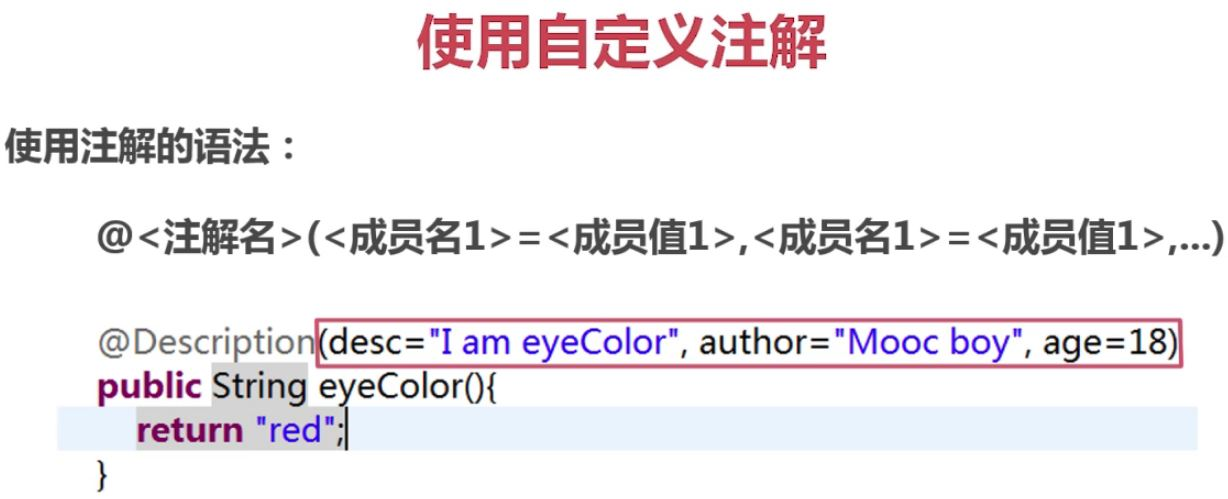 使用自定义注解
使用注解的语法：
@<注解名>(<成员名1>=<成员值1>,<成员名1>=<成员值1>,...)
@Description(desc="I am eyeColor", author="Mooc boy", age=18)
public String eyeColor(){
return "red";
}